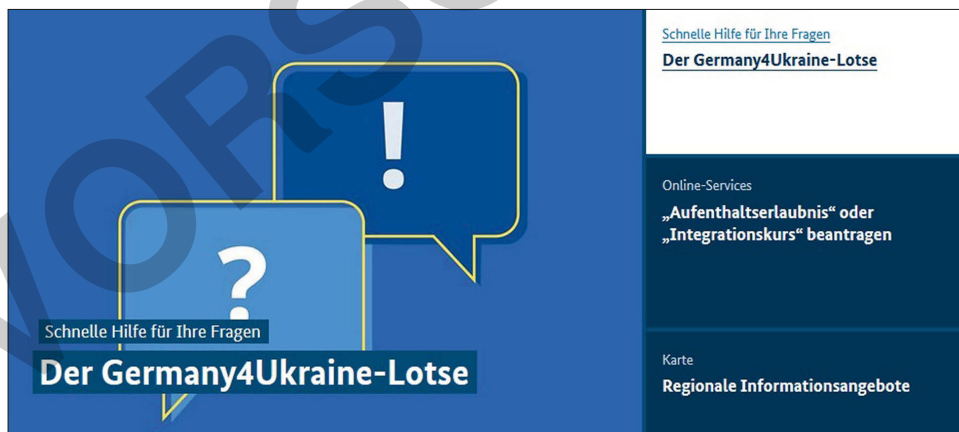 Schnelle Hilfe für Ihre Fragen
Der Germany4Ukraine-Lotse
!
?
Schnelle Hilfe für Ihre Fragen
Der Germany4Ukraine-Lotse
Online-Services
„Aufenthaltserlaubnis“ oder
„Integrationskurs“ beantragen
Karte
Regionale Informationsangebote